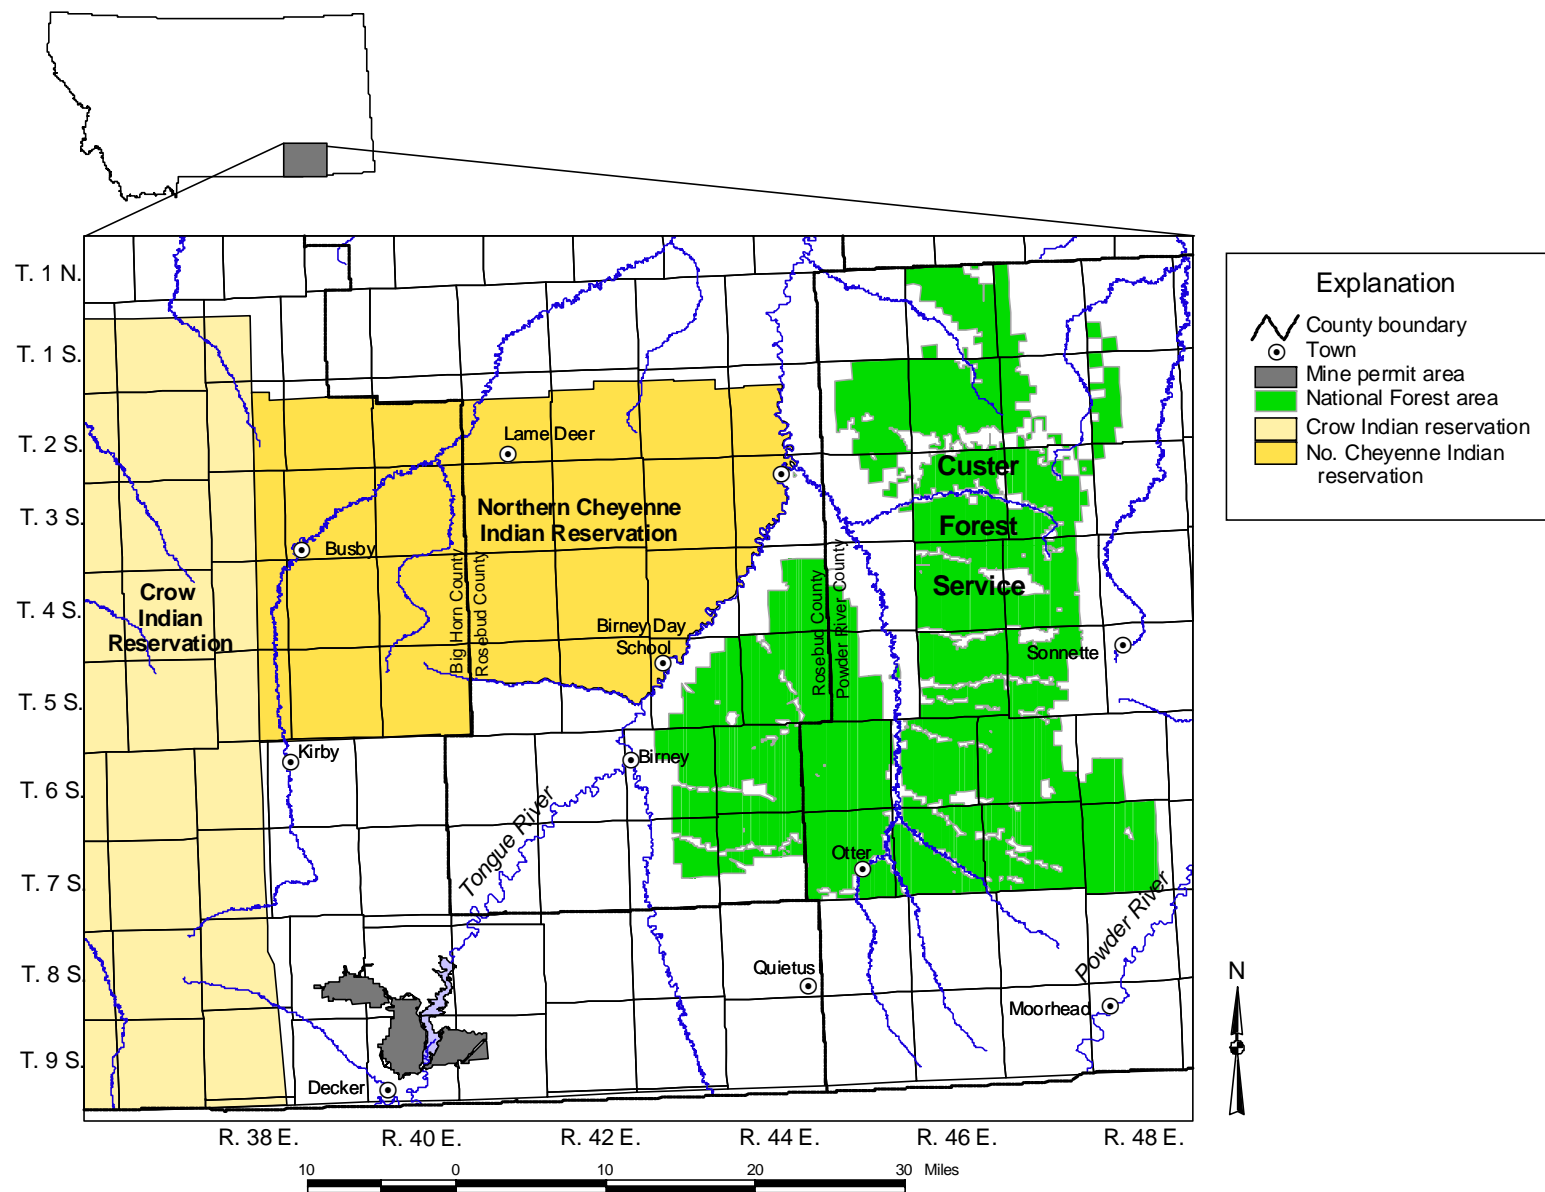 Explanation
County boundary
Town
Mine permit area
National Forest area
Crow Indian reservation
No. Cheyenne Indian
reservation
T. 1 N.
T. 1 S.
T. 2 S.
T. 3 S.
T. 4 S.
T. 5 S.
T. 6 S.
T. 7 S.
T. 8 S.
T. 9 S.
Lame Deer
Custer
Northern Cheyenne
Indian Reservation
Forest
Busby
Big Horn County
Rosebud County
Rosebud County
Powder River County
Service
Crow
Indian
Reservation
Birney Day
School
Sonnette
Kirby
Birney
Tongue River
Otter
Powder River
Quietus
Moorhead
Decker
N
R. 38 E.
R. 40 E.
R. 42 E.
R. 44 E.
R. 46 E.
R. 48 E.
10
0
10
20
30 Miles